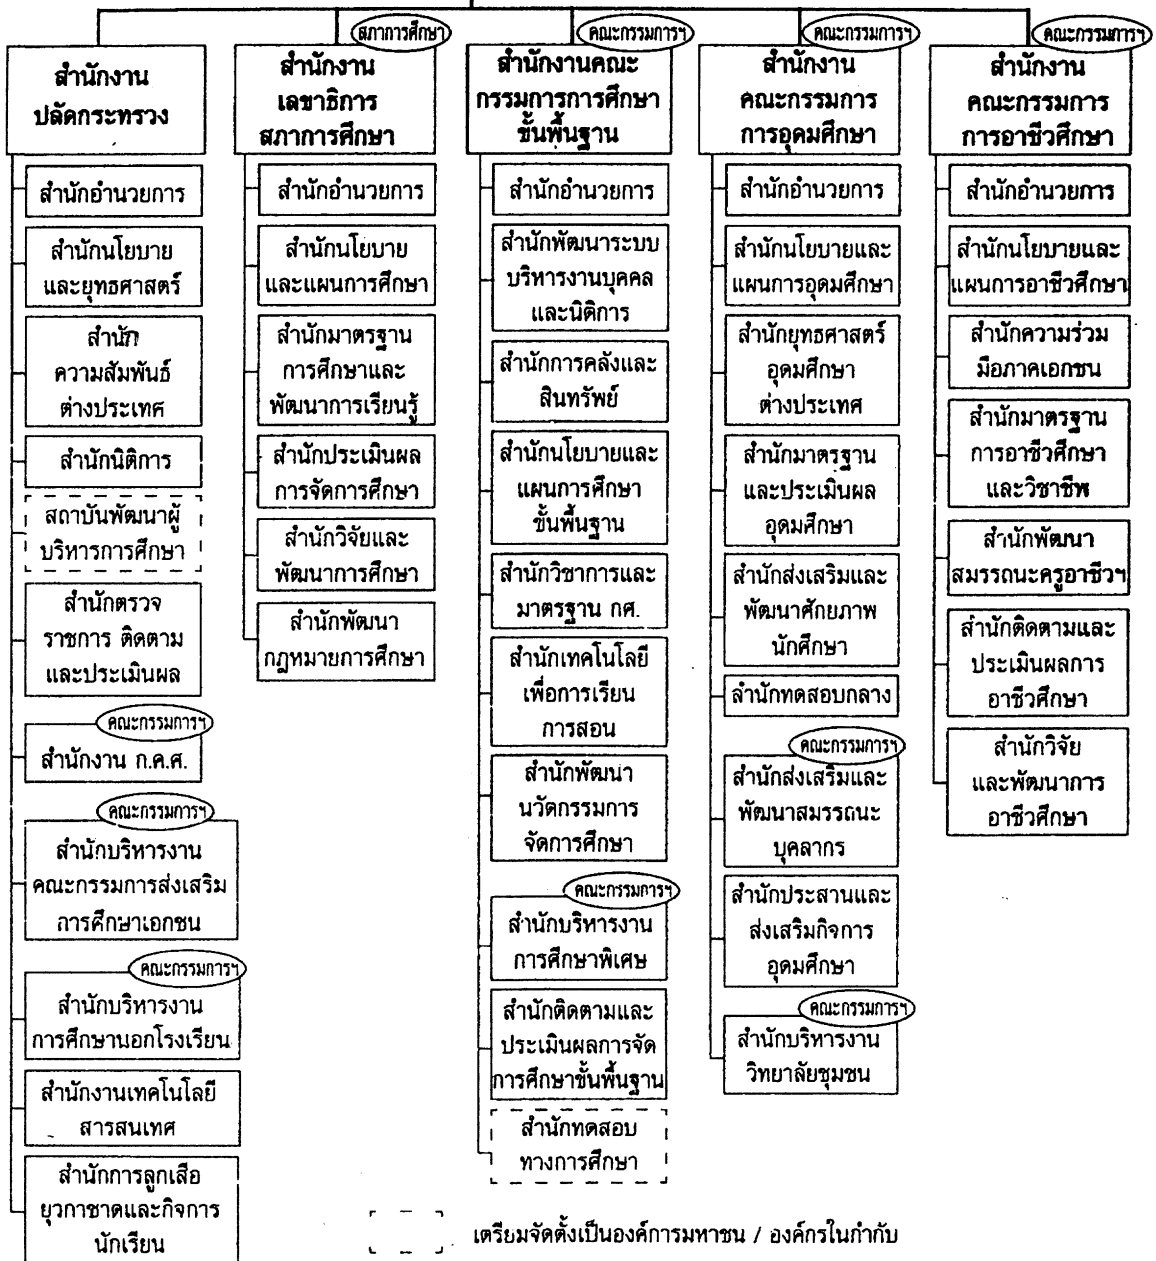 สำนักงาน
ปลัดกระทรวง
สำนักอำนวยการ
สำนักนโยบาย
และยุทธศาสตร์
สำนัก
ความสัมพันธ์
ต่างประเทศ
สำนักนิติการ
สถาบันพัฒนาผู้
บริหารการศึกษา
สำนักตรวจ
ราชการ ติดตาม
และประเมินผล
คณะกรรมการฯ
สำนักงาน ก.ค.ศ.
คณะกรรมการฯ
สำนักบริหารงาน
คณะกรรมการส่งเสริม
การศึกษาเอกชน
คณะกรรมการฯ
สำนักบริหารงาน
การศึกษานอกโรงเรียน
สำนักงานเทคโนโลยี
สารสนเทศ
สำนักการลูกเสือ
ยุวกาชาดและกิจการ
นักเรียน
สภาการศึกษา
สำนักงาน
เลขาธิการ
สภาการศึกษา
สำนักอำนวยการ
สำนักนโยบาย
และแผนการศึกษา
สำนักมาตรฐาน
การศึกษาและ
พัฒนาการเรียนรู้
สำนักประเมินผล
การจัดการศึกษา
สำนักวิจัยและ
พัฒนาการศึกษา
สำนักพัฒนา
กฎหมายการศึกษา
คณะกรรมการฯ
สำนักงานคณะ
กรรมการการศึกษา
ขั้นพื้นฐาน
สำนักอำนวยการ
สำนักพัฒนาระบบ
บริหารงานบุคคล
และนิติการ
สำนักการคลังและ
สินทรัพย์
สำนักนโยบายและ
แผนการศึกษา
ขั้นพื้นฐาน
สำนักวิชาการและ
มาตรฐาน กศ.
สำนักเทคโนโลยี
เพื่อการเรียน
การสอน
สำนักพัฒนา
นวัตกรรมการ
จัดการศึกษา
คณะกรรมการฯ
สำนักบริหารงาน
การศึกษาพิเศษ
สำนักติดตามและ
ประเมินผลการจัด
การศึกษาขั้นพื้นฐาน
สำนักทดสอบ
ทางการศึกษา
คณะกรรมการฯ
สำนักงาน
คณะกรรมการ
การอุดมศึกษา
สำนักอำนวยการ
สำนักนโยบายและ
แผนการอุดมศึกษา
สำนักยุทธศาสตร์
อุดมศึกษา
ต่างประเทศ
สำนักมาตรฐาน
และประเมินผล
อุดมศึกษา
สำนักส่งเสริมและ
พัฒนาศักยภาพ
นักศึกษา
สำนักทดสอบกลาง
คณะกรรมการฯ
สำนักส่งเสริมและ
พัฒนาสมรรถนะ
บุคลากร
สำนักประสานและ
ส่งเสริมกิจการ
อุดมศึกษา
คณะกรรมการฯ
สำนักบริหารงาน
วิทยาลัยชุมชน
คณะกรรมการฯ
สำนักงาน
คณะกรรมการ
การอาชีวศึกษา
สำนักอำนวยการ
สำนักนโยบายและ
แผนการอาชีวศึกษา
สำนักความร่วม
มือภาคเอกชน
สำนักมาตรฐาน
การอาชีวศึกษา
และวิชาชีพ
สำนักพัฒนา
สมรรถนะครูอาชีวฯ
สำนักติดตามและ
ประเมินผลการ
อาชีวศึกษา
สำนักวิจัย
และพัฒนาการ
อาชีวศึกษา
เตรียมจัดตั้งเป็นองค์การมหาชน / องค์กรในกำกับ